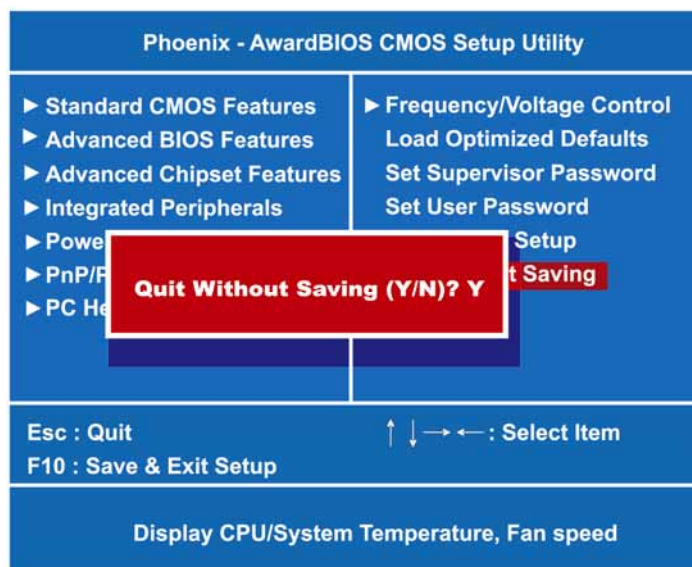 Phoenix - AwardBIOS CMOS Setup Utility
▶ Standard CMOS Features
▶ Advanced BIOS Features
▶ Advanced Chipset Features
▶ Integrated Peripherals
▶ Powe
▶ PnP/P
▶ PC He
▶ Frequency/Voltage Control
Load Optimized Defaults
Set Supervisor Password
Set User Password
Setup
t Saving
Quit Without Saving (Y/N)? Y
Esc : Quit
↑ ↓ → ← : Select Item
F10 : Save & Exit Setup
Display CPU/System Temperature, Fan speed